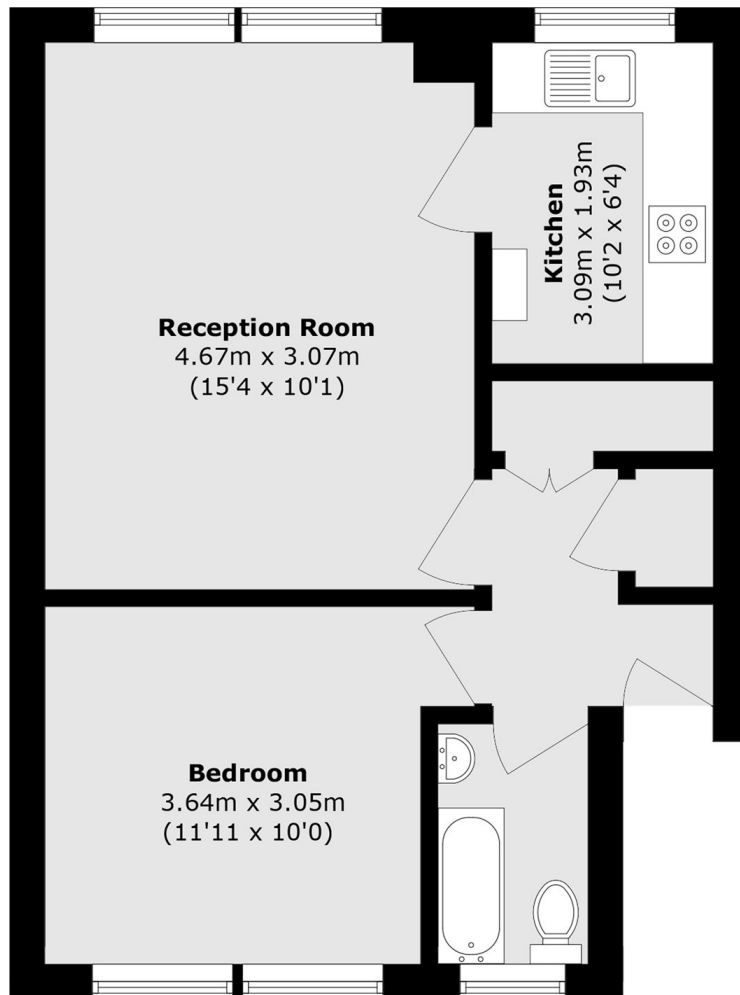 Reception Room
4.67m x 3.07m
(15'4 x 10'1)
Kitchen
3.09m x 1.93m
(10'2 x 6'4)
Bedroom
3.64m x 3.05m
(11'11 x 10'0)